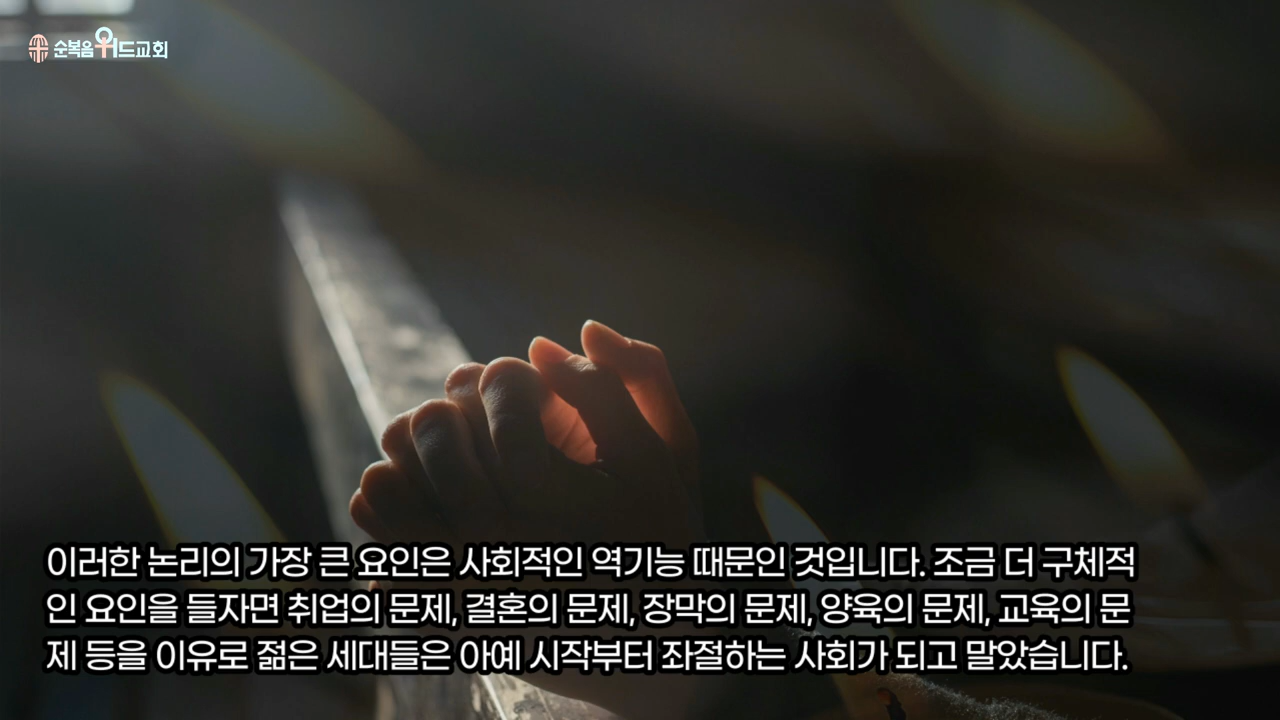 순복음위드교회
이러한 논리의 가장 큰 요인은 사회적인 역기능 때문인 것입니다. 조금 더 구체적
인 요인을 들자면 취업의 문제, 결혼의 문제, 장막의 문제, 양육의 문제, 교육의 문
제 등을 이유로 젊은 세대들은 아예 시작부터 좌절하는 사회가 되고 말았습니다.